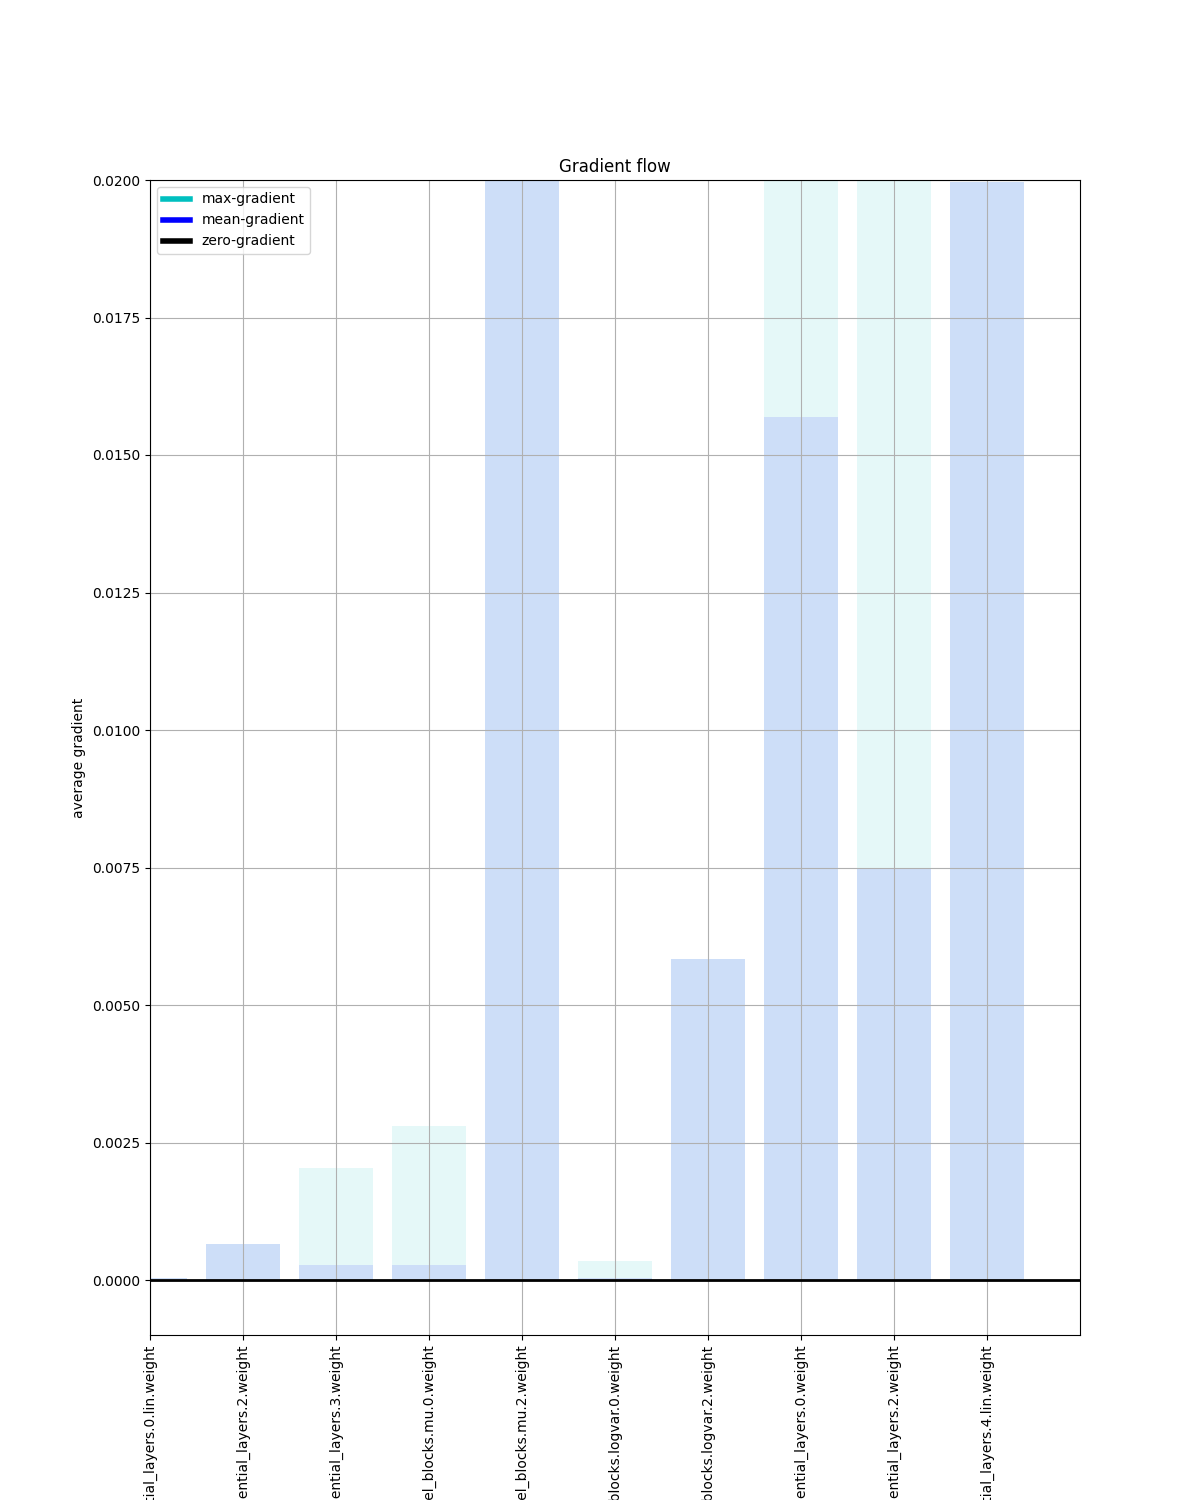 Gradient flow
max-gradient
mean-gradient
zero-gradient
0.0200
0.0175
0.0150
0.0125
0.0100
0.0075
0.0050
0.0025
0.0000
average gradient
tial_layers.0.lin.weight
ential_layers.2.weight
ential_layers.3.weight
el_blocks.mu.0.weight
el_blocks.mu.2.weight
blocks.logvar.0.weight
blocks.logvar.2.weight
ential_layers.0.weight
ential_layers.2.weight
tial_layers.4.lin.weight